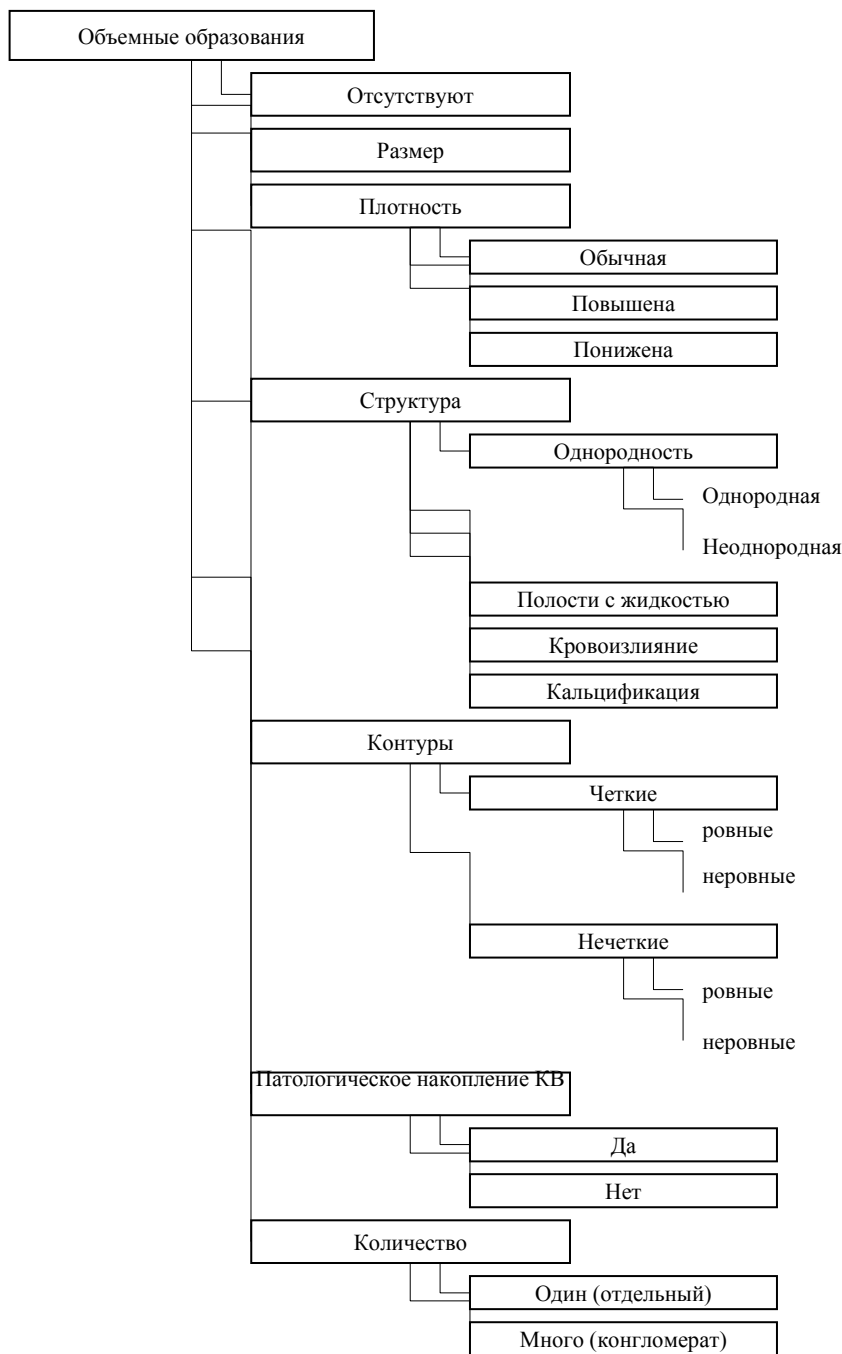 Объемные образования
Отсутствуют
Размер
Плотность
Обычная
Повышена
Понижена
Структура
Однородность
Однородная
Неоднородная
Полости с жидкостью
Кровоизлияние
Кальцификация
Контуры
Четкие
ровные
неровные
Нечеткие
ровные
неровные
Патологическое накопление КВ
Да
Нет
Количество
Один (отдельный)
Много (конгломерат)